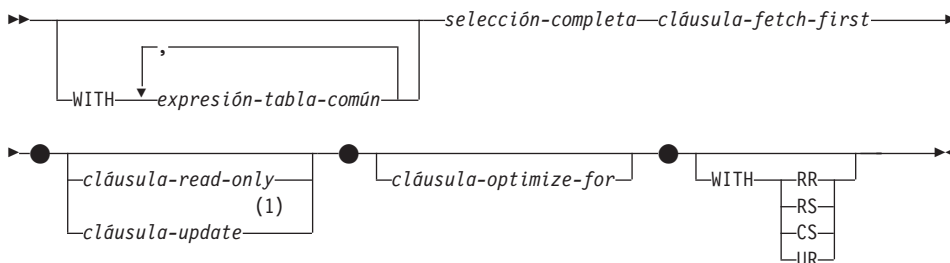 selección-completa cláusula-fetch-first
,
WITH expresión-tabla-común
cláusula-read-only
(1)
cláusula-update
cláusula-optimize-for
WITH RR
RS
CS
UR